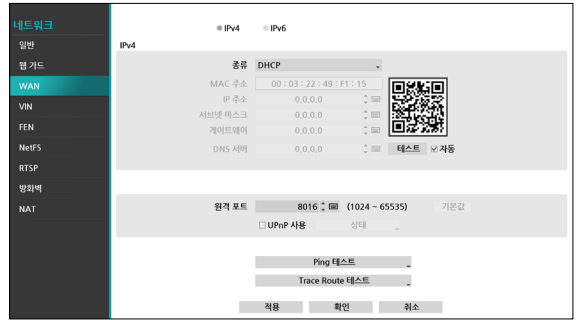 네트워크
일반
웹 가드
WAN
VIN
FEN
NetFS
RTSP
방화벽
NAT
IPv4 IPv6
IPv4
종류 DHCP
MAC 주소 00 : 03 : 22 : 49 : F1 : 15
IP 주소 0.0.0.0
서브넷 마스크 0.0.0.0
게이트웨이 0.0.0.0
DNS 서버 0.0.0.0 테스트 자동
원격 포트 8016 (1024 ~ 65535) 기본값
UPnP 사용 상태
Ping 테스트
Trace Route 테스트
적용 확인 취소